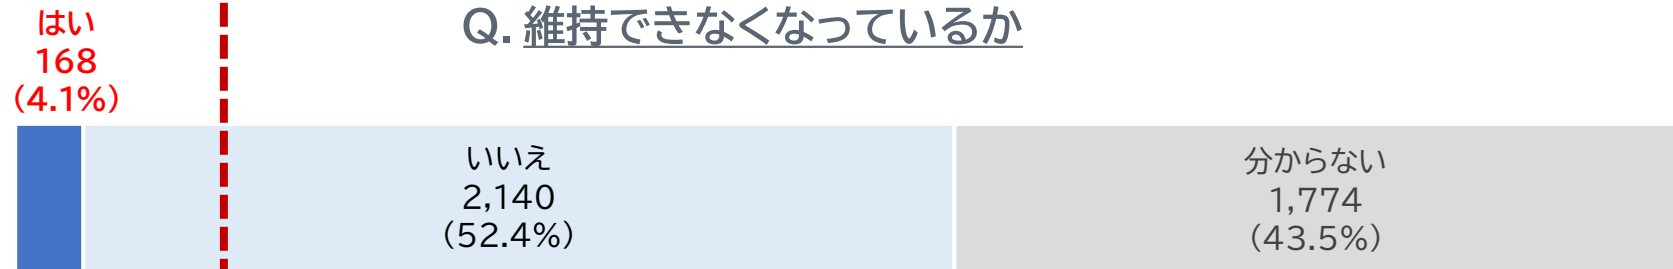 Q. 維持できなくなっているか
はい
168
(4.1%)
いいえ
2,140
(52.4%)
分からない
1,774
(43.5%)